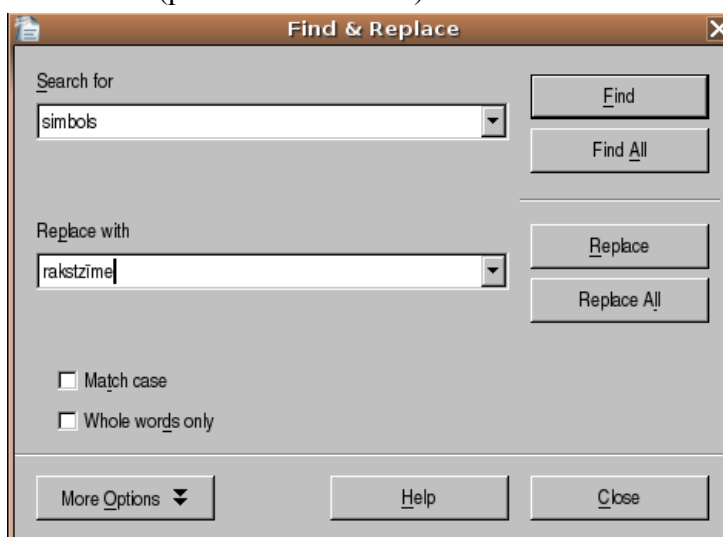 Find & Replace
Search for
simbols
Find
Find All
Replace with
rakstzīme
Replace
Replace All
Match case
Whole words only
More Options
Help
Close